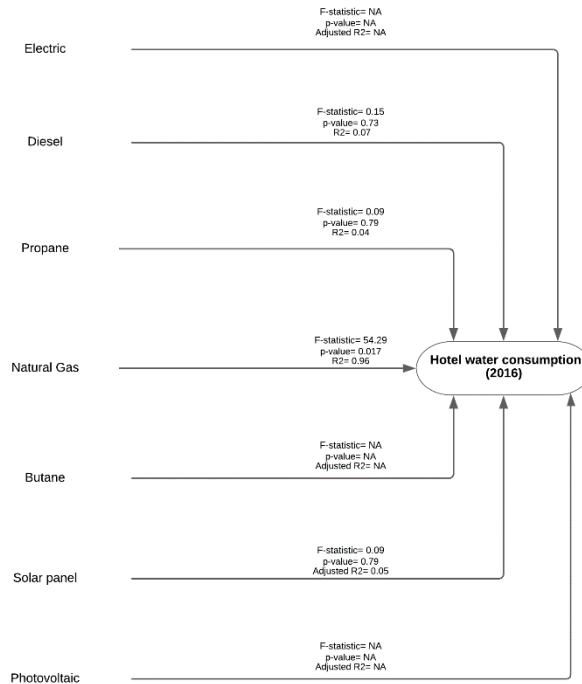 F-statistic= NA
p-value= NA
Adjusted R2= NA
Electric
F-statistic= 0.15
p-value= 0.73
R2= 0.07
Diesel
F-statistic= 0.09
p-value= 0.79
R2= 0.04
Propane
F-statistic= 54.29
p-value= 0.017
R2= 0.96
Natural Gas
Hotel water consumption
(2016)
F-statistic= NA
p-value= NA
Adjusted R2= NA
Butane
F-statistic= 0.09
p-value= 0.79
Adjusted R2= 0.05
Solar panel
F-statistic= NA
p-value= NA
Adjusted R2= NA
Photovoltaic